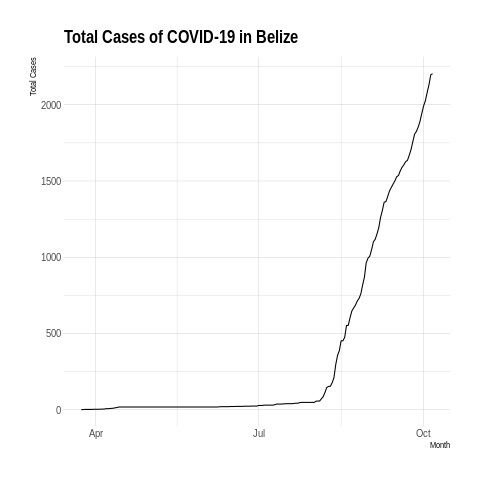 Total Cases of COVID-19 in Belize
Total Cases
2000
1500
1000
500
0
Apr
Jul
Oct
Month